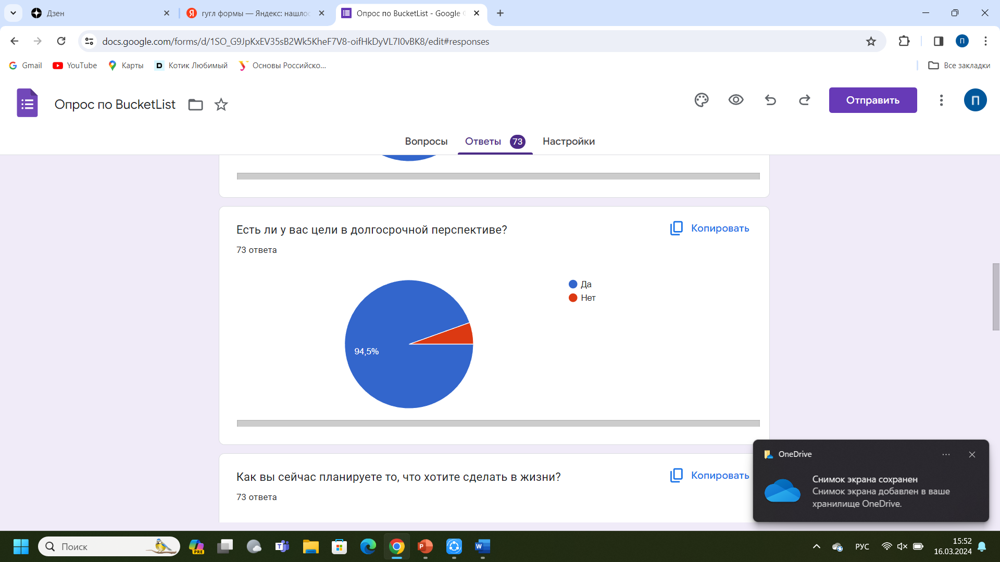 Дзен
гугл формы — Яндекс: нашлос
Опрос по BucketList - Google
docs.google.com/forms/d/1SO_G9JpKxEV35sB2Wk5KheF7V8-oifHkDyVL7I0vBK8/edit#responses
П
Gmail
YouTube
Карты
Котик Любимый
Основы Российско...
Все закладки
Опрос по BucketList
Отправить
П
Вопросы
Ответы 73
Настройки
Есть ли у вас цели в долгосрочной перспективе?
Копировать
73 ответа
Да
Нет
94,5%
Как вы сейчас планируете то, что хотите сделать в жизни?
Копировать
73 ответа
OneDrive
Снимок экрана сохранен
Снимок экрана добавлен в ваше
хранилище OneDrive.
Поиск
PRE
РУС
15:52
16.03.2024